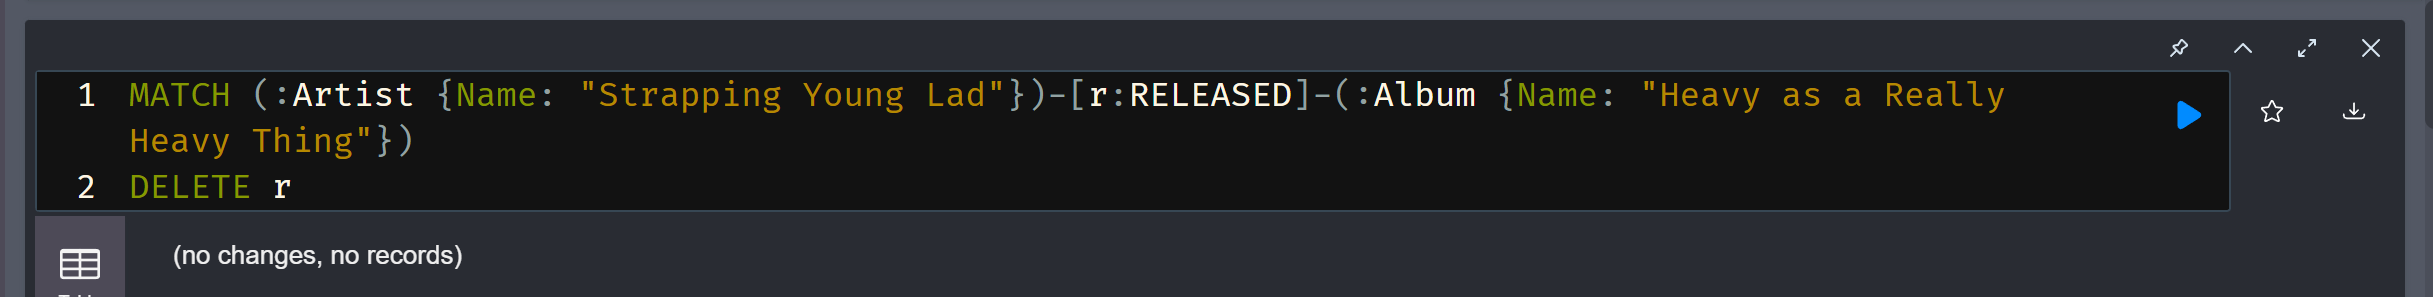 1 MATCH (:Artist {Name: "Strapping Young Lad"})-[r:RELEASED]-(:Album {Name: "Heavy as a Really
Heavy Thing"})
2 DELETE r
(no changes, no records)